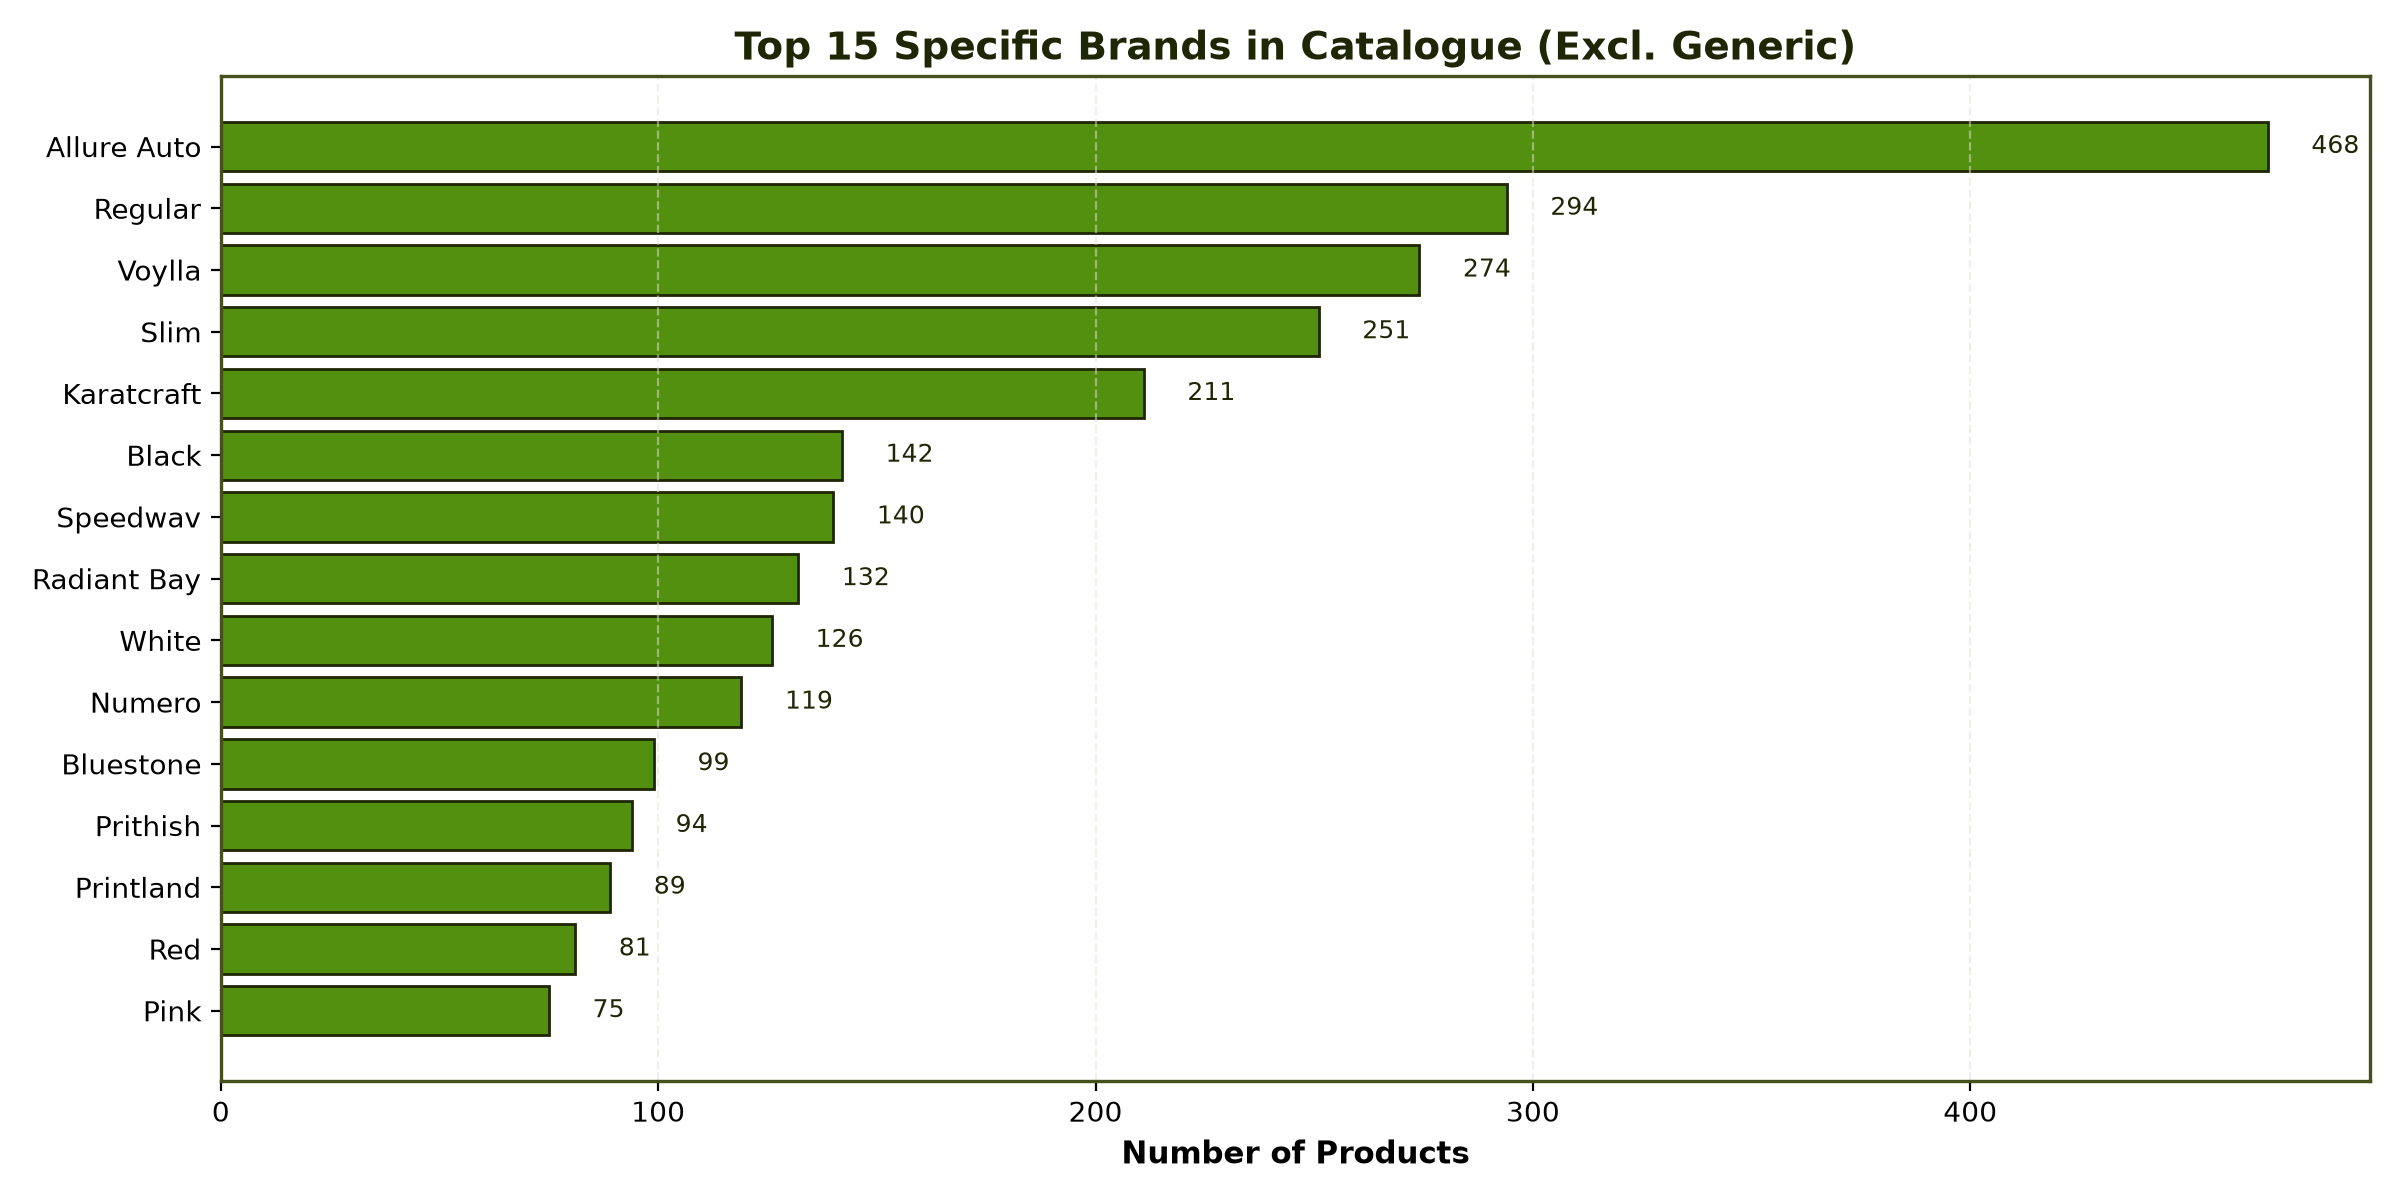 Top 15 Specific Brands in Catalogue (Excl. Generic)
Allure Auto 468
Regular 294
Voylla 274
Slim 251
Karatcraft 211
Black 142
Speedwav 140
Radiant Bay 132
White 126
Numero 119
Bluestone 99
Prithish 94
Printland 89
Red 81
Pink 75
0 100 200 300 400
Number of Products